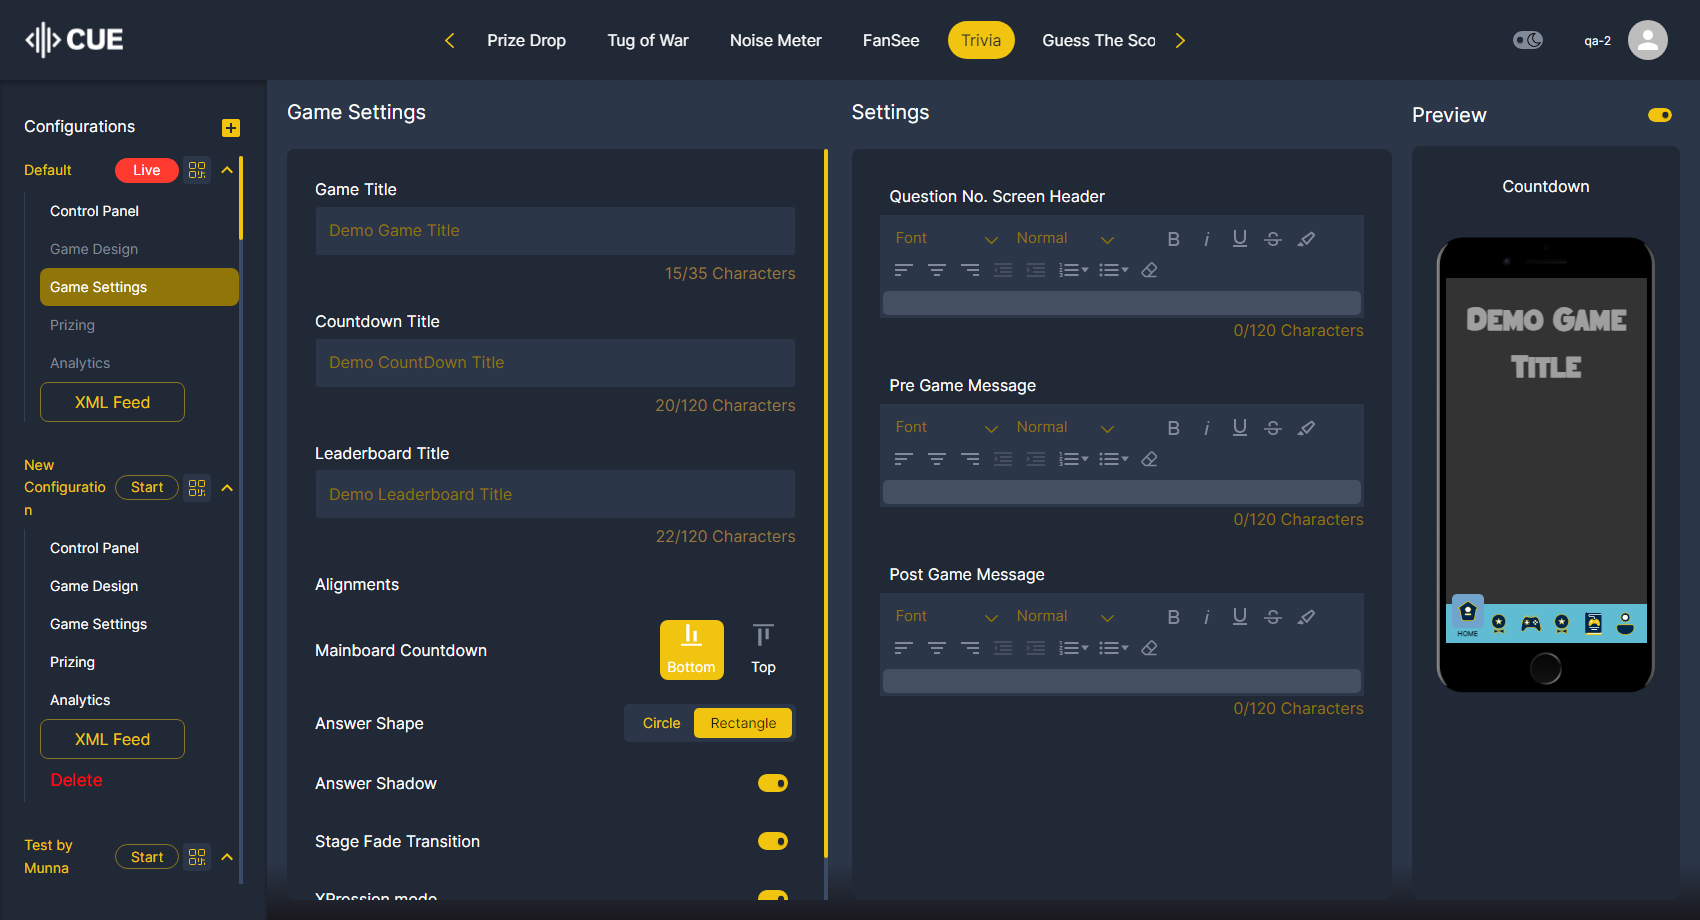 CUE
Prize Drop
Tug of War
Noise Meter
FanSee
Trivia
Guess The Sco
qa-2
Configurations
Default
Live
Control Panel
Game Design
Game Settings
Prizing
Analytics
XML Feed
New
Configuratio
n
Start
Control Panel
Game Design
Game Settings
Prizing
Analytics
XML Feed
Delete
Test by
Munna
Start
Game Settings
Game Title
Demo Game Title
15/35 Characters
Countdown Title
Demo CountDown Title
20/120 Characters
Leaderboard Title
Demo Leaderboard Title
22/120 Characters
Alignments
Mainboard Countdown
Bottom
Top
Answer Shape
Circle
Rectangle
Answer Shadow
Stage Fade Transition
XPression mode
Settings
Question No. Screen Header
Font
Normal
B i U S
0/120 Characters
Pre Game Message
Font
Normal
B i U S
0/120 Characters
Post Game Message
Font
Normal
B i U S
0/120 Characters
Preview
Countdown
Demo Game
Title
HOME